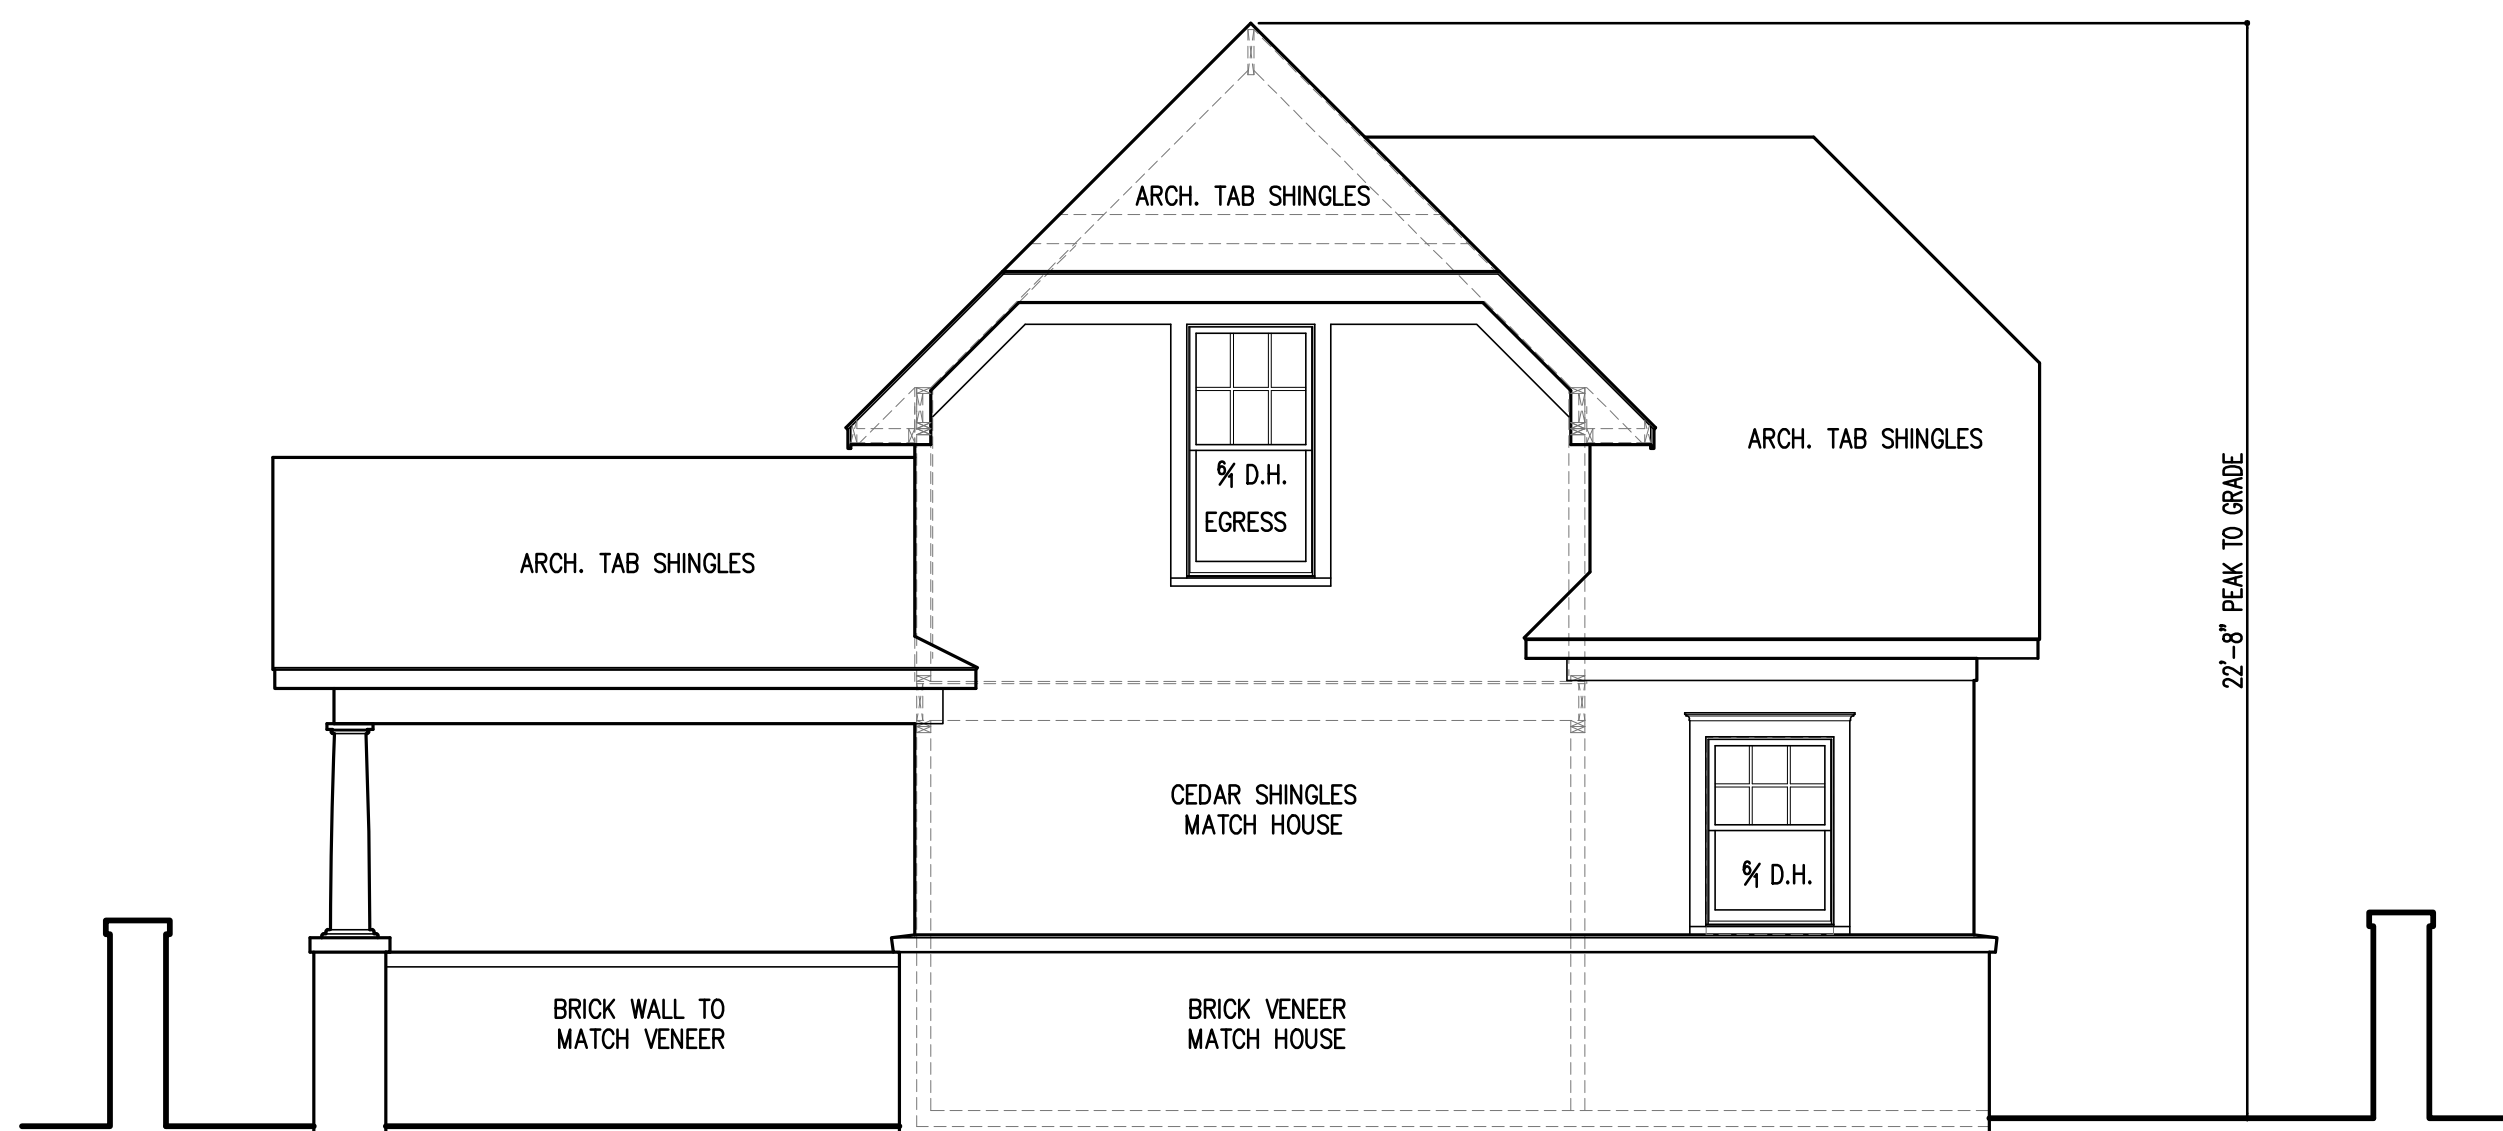 ARCH. TAB SHINGLES
ARCH. TAB SHINGLES
6/1 D.H.
EGRESS
22'-8" PEAK TO GRADE
ARCH. TAB SHINGLES
CEDAR SHINGLES
MATCH HOUSE
6/1 D.H.
BRICK WALL TO
MATCH VENEER
BRICK VENEER
MATCH HOUSE